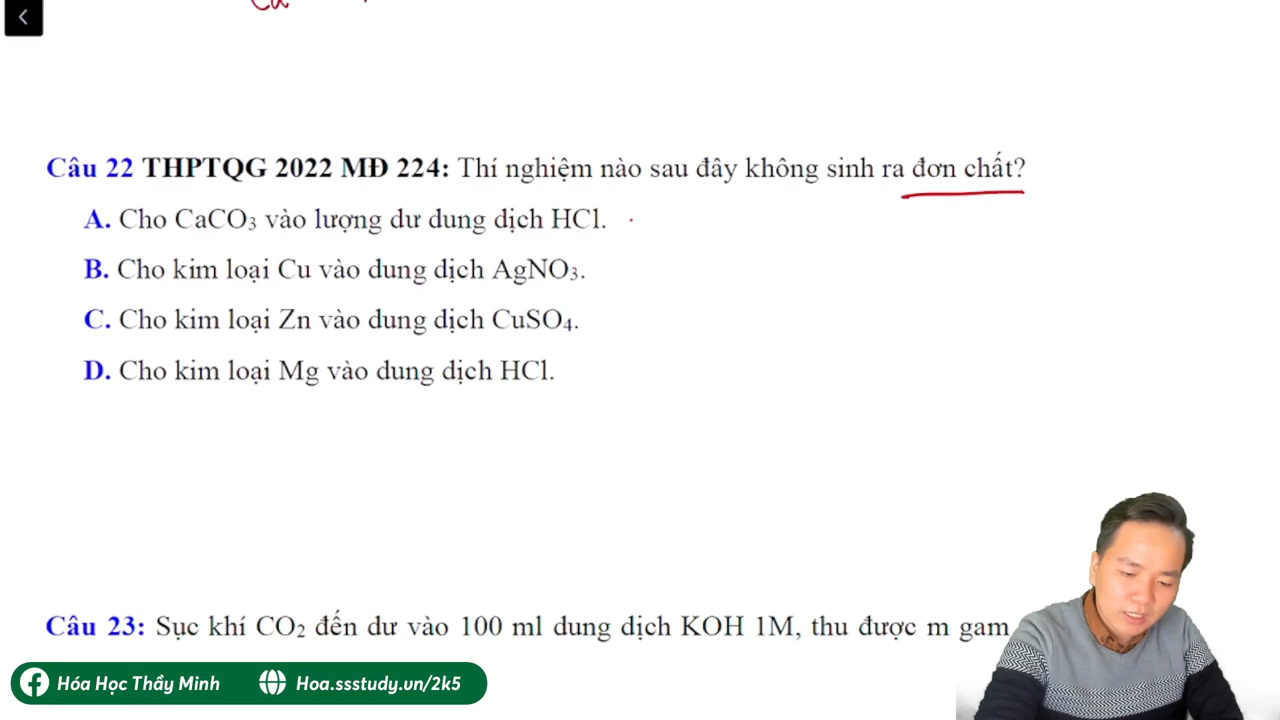 Câu 22 THPTQG 2022 MĐ 224: Thí nghiệm nào sau đây không sinh ra đơn chất?
A. Cho CaCO₃ vào lượng dư dung dịch HCl.
B. Cho kim loại Cu vào dung dịch AgNO₃.
C. Cho kim loại Zn vào dung dịch CuSO₄.
D. Cho kim loại Mg vào dung dịch HCl.
Câu 23: Sục khí CO₂ đến dư vào 100 ml dung dịch KOH 1M, thu được m gam
Hóa Học Thầy Minh
Hoa.ssstudy.vn/2k5